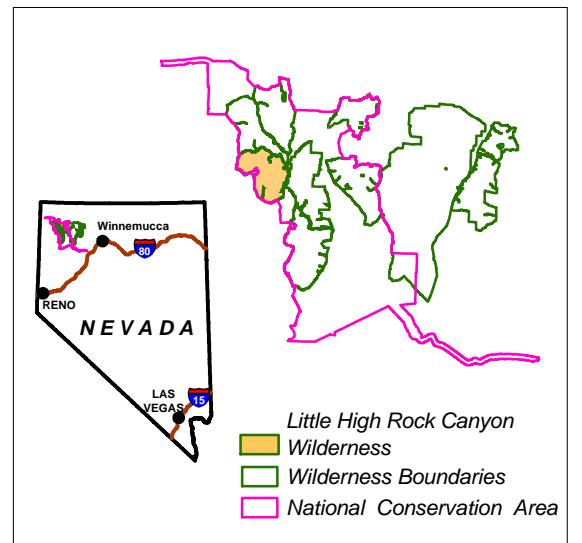 Winnemucca
80
RENO
NEVADA
LAS
VEGAS
15
Little High Rock Canyon
Wilderness
Wilderness Boundaries
National Conservation Area